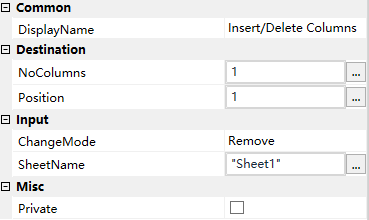 Common
DisplayName Insert/Delete Columns
Destination
NoColumns 1 ...
Position 1 ...
Input
ChangeMode Remove
SheetName "Sheet1" ...
Misc
Private